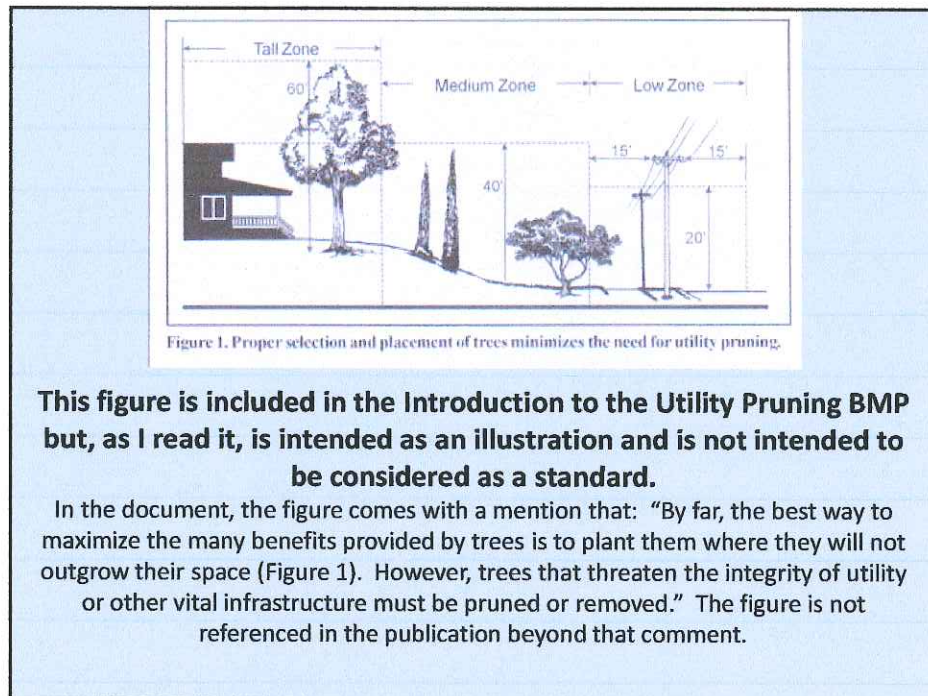 Tall Zone
60'
Medium Zone
Low Zone
15'
15'
40'
20'
Figure 1. Proper selection and placement of trees minimizes the need for utility pruning.
This figure is included in the Introduction to the Utility Pruning BMP
but, as I read it, is intended as an illustration and is not intended to
be considered as a standard.
In the document, the figure comes with a mention that: “By far, the best way to
maximize the many benefits provided by trees is to plant them where they will not
outgrow their space (Figure 1). However, trees that threaten the integrity of utility
or other vital infrastructure must be pruned or removed.” The figure is not
referenced in the publication beyond that comment.